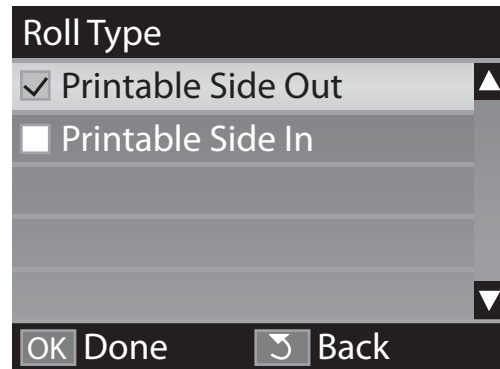 Roll Type
Printable Side Out
Printable Side In
OK Done Back